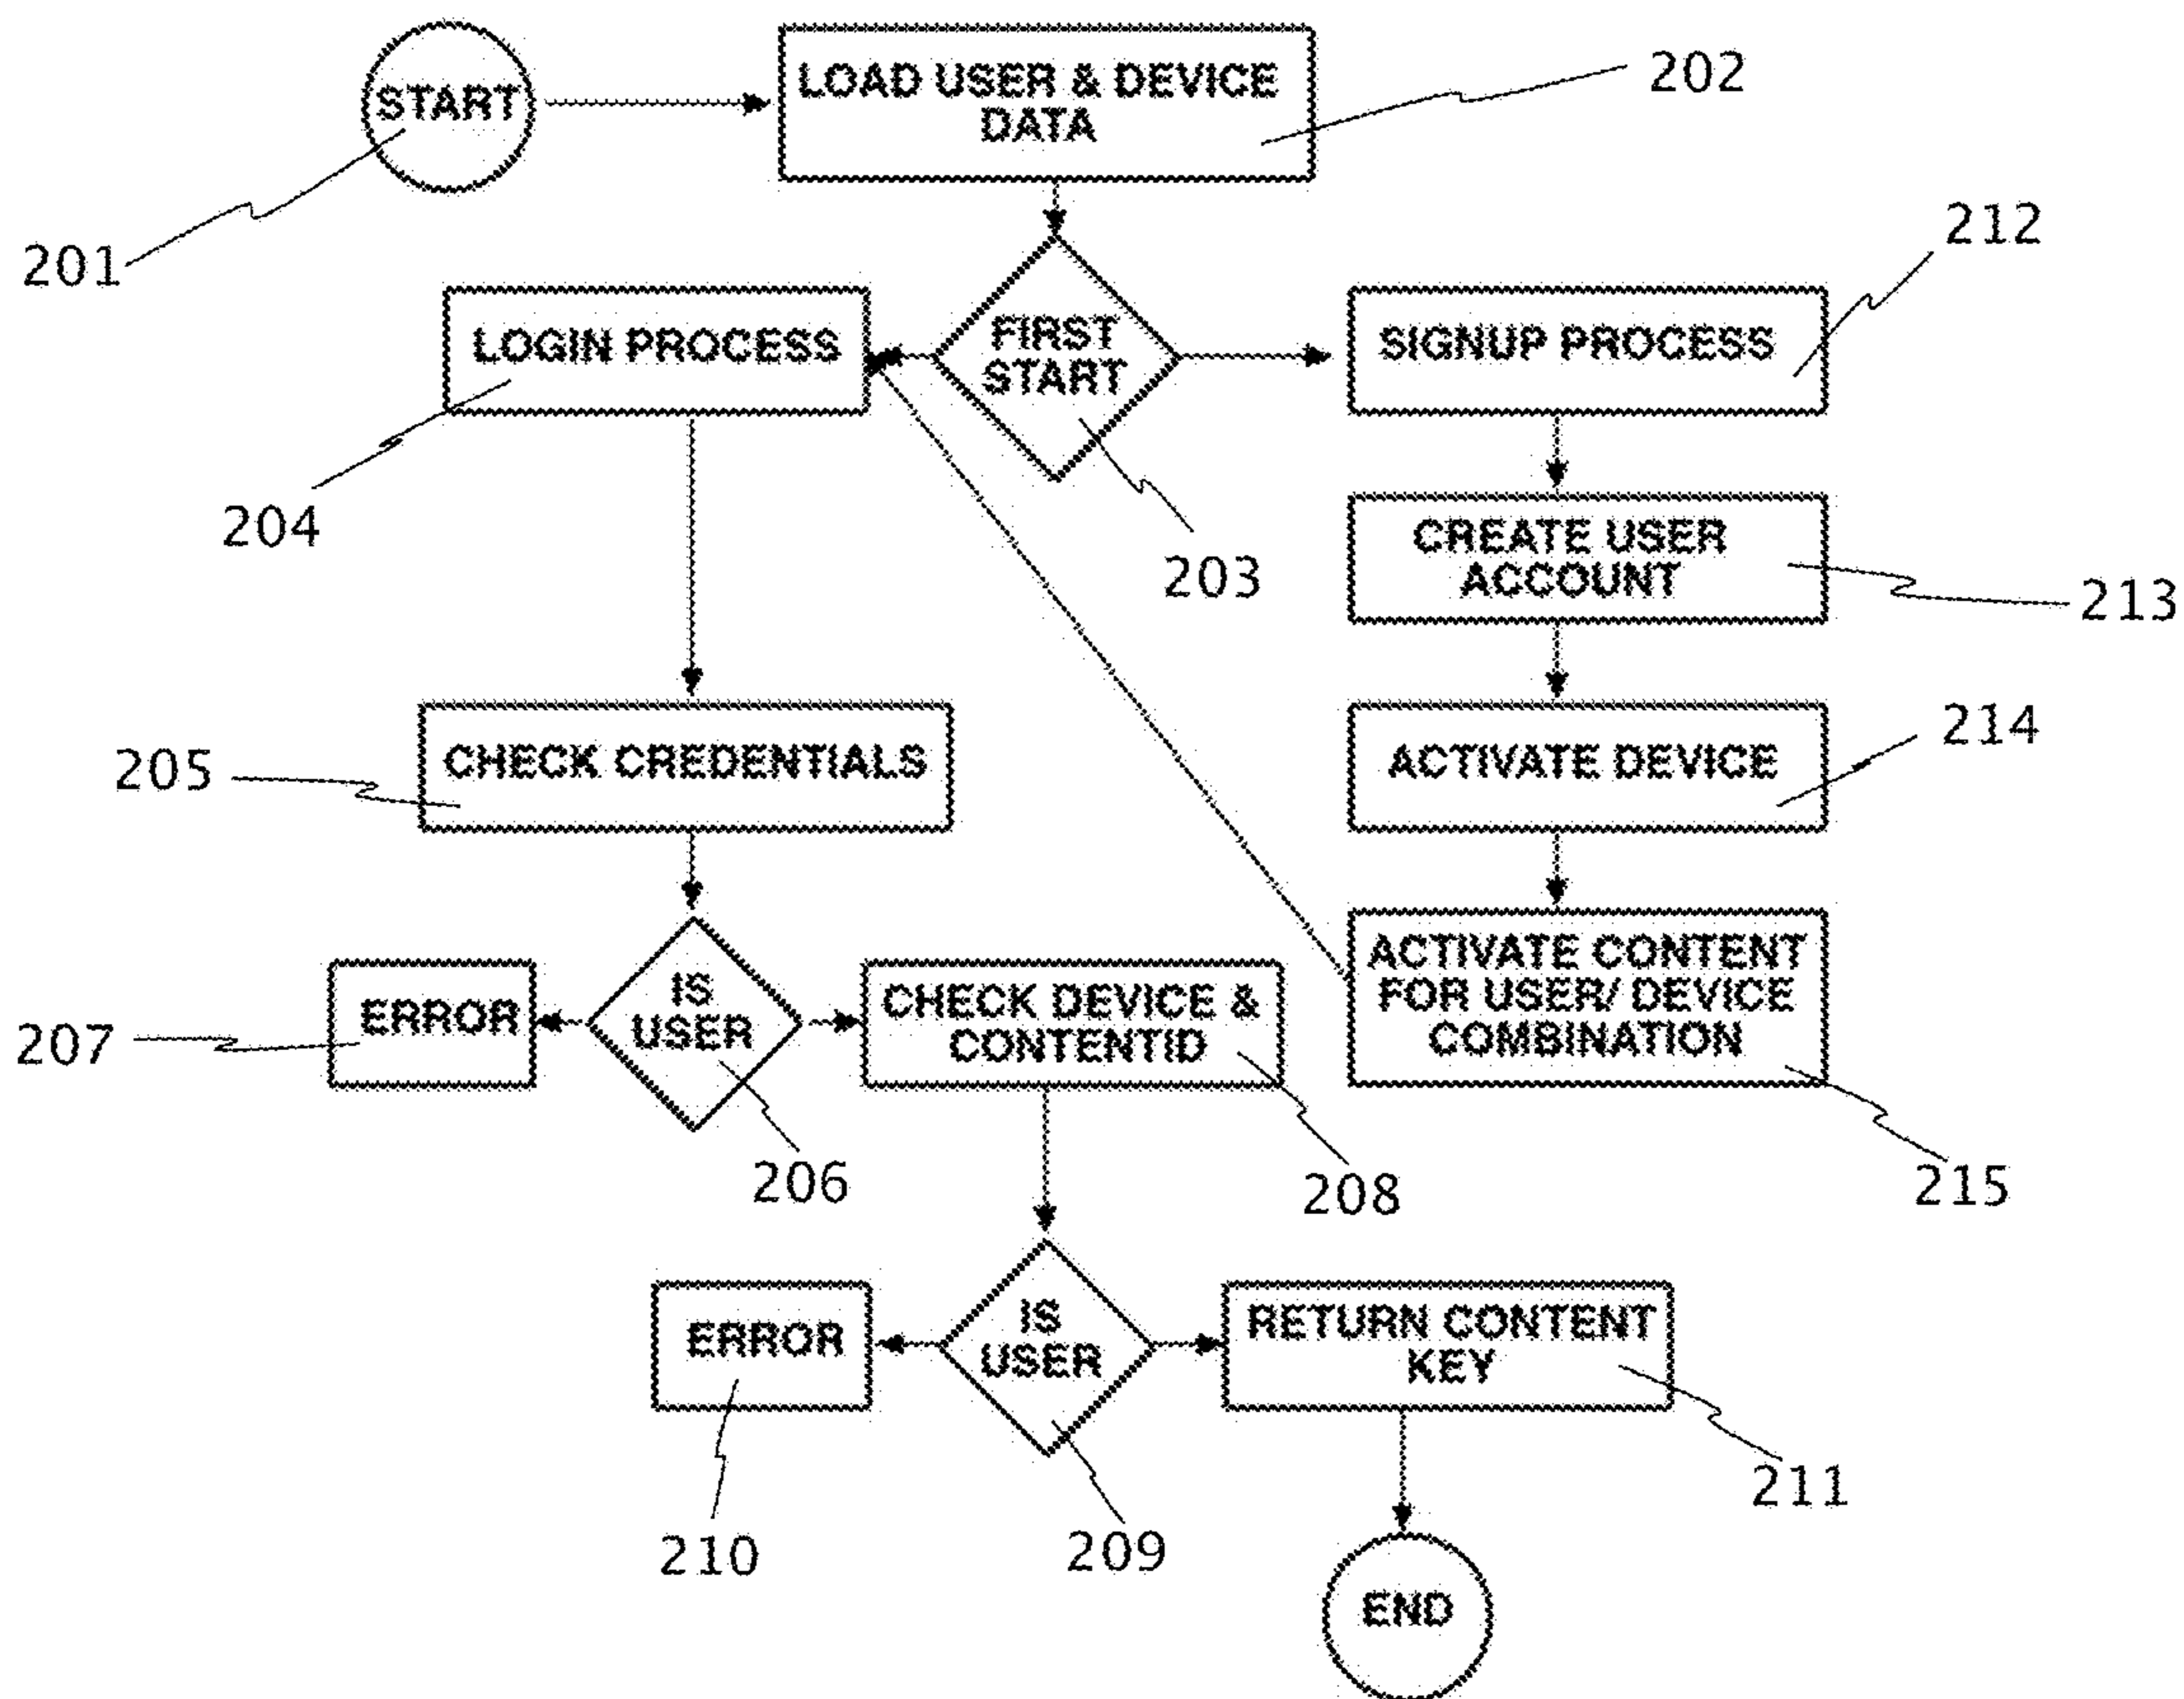 START
LOAD USER & DEVICE
DATA
202
201
212
LOGIN PROCESS
FIRST
START
SIGNUP PROCESS
204
203
CREATE USER
ACCOUNT
213
205
CHECK CREDENTIALS
ACTIVATE DEVICE
214
207
ERROR
IS
USER
CHECK DEVICE &
CONTENTID
ACTIVATE CONTENT
FOR USER/ DEVICE
COMBINATION
206
208
215
ERROR
IS
USER
RETURN CONTENT
KEY
210
209
211
END